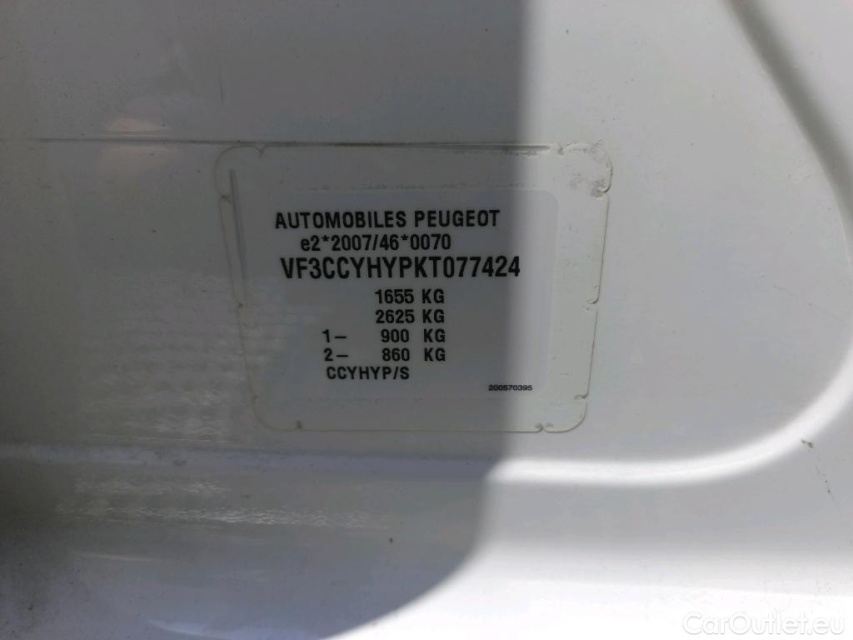 AUTOMOBILES PEUGEOT
e2*2007/46*0070
VF3CCYHYPKT077424
1655 KG
2625 KG
1– 900 KG
2– 860 KG
CCYHYP/S
200570395
CarOutlet.eu